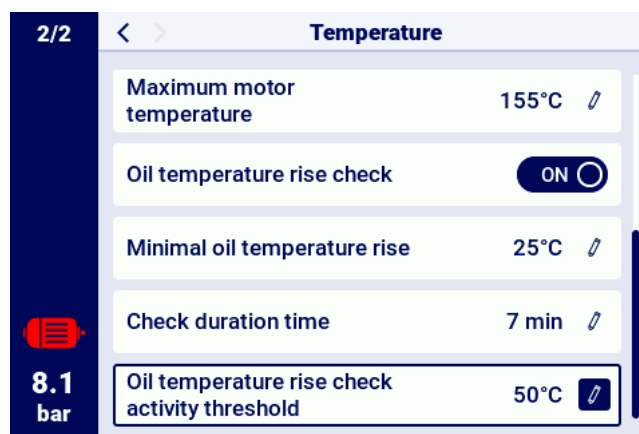 2/2
Temperature
Maximum motor
temperature
155°C
Oil temperature rise check
ON
Minimal oil temperature rise
25°C
Check duration time
7 min
Oil temperature rise check
activity threshold
50°C
8.1
bar